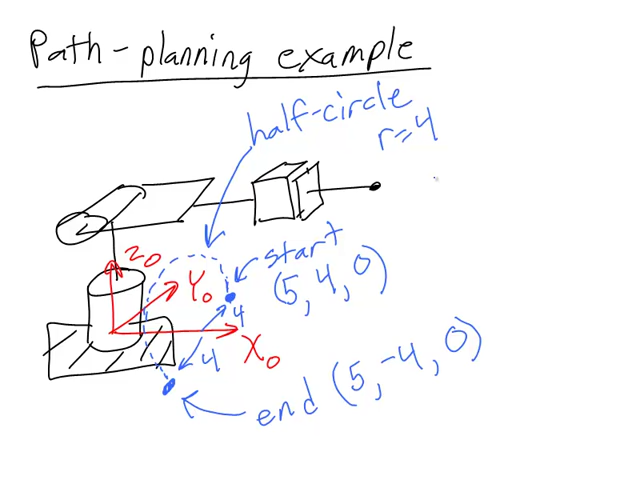 Path-planning example
half-circle
r=4
z0
Y0
start
(5, 4, 0)
4
4
X0
end (5, -4, 0)